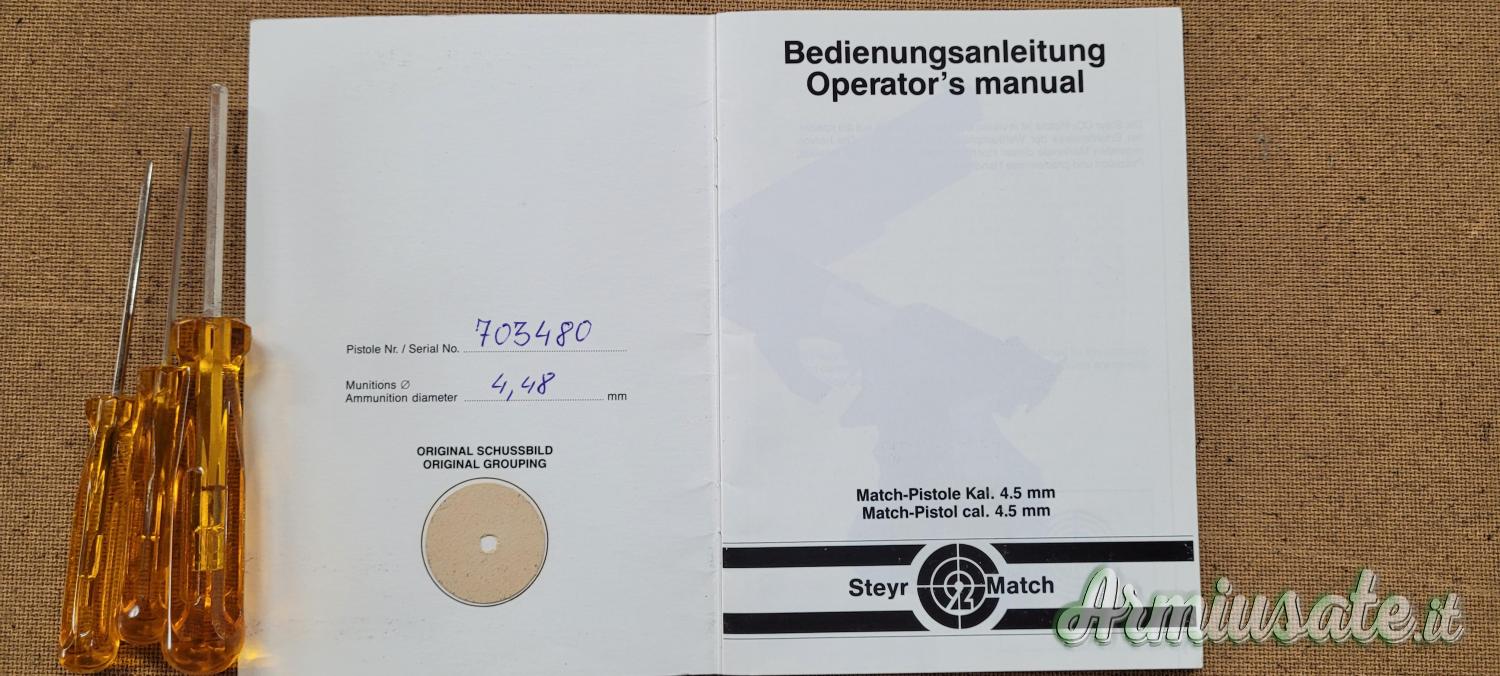 Pistole Nr. / Serial No. 703480
Munitions Ø
Ammunition diameter 4,48 mm
ORIGINAL SCHUSSBILD
ORIGINAL GROUPING
Bedienungsanleitung
Operator's manual
Match-Pistole Kal. 4.5 mm
Match-Pistol cal. 4.5 mm
Steyr 92 Match
Armiusate.it